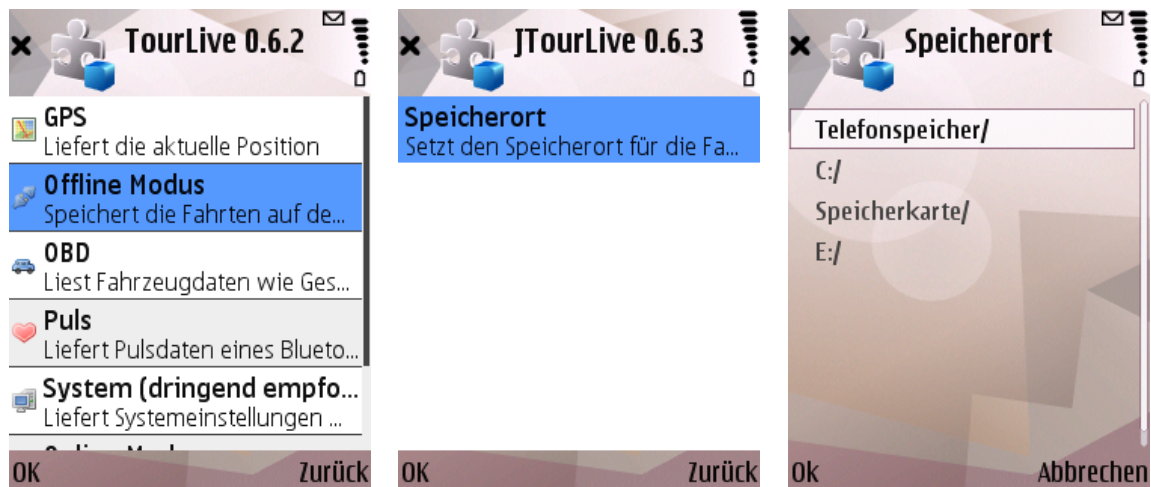 TourLive 0.6.2
GPS
Liefert die aktuelle Position
Offline Modus
Speichert die Fahrten auf de...
OBD
Liest Fahrzeugdaten wie Ges...
Puls
Liefert Pulsdaten eines Blueto...
System (dringend empfo...
Liefert Systemeinstellungen ...
OK Zurück
JTourLive 0.6.3
Speicherort
Setzt den Speicherort für die Fa...
OK Zurück
Speicherort
Telefonspeicher/
C:/
Speicherkarte/
E:/
Ok Abbrechen